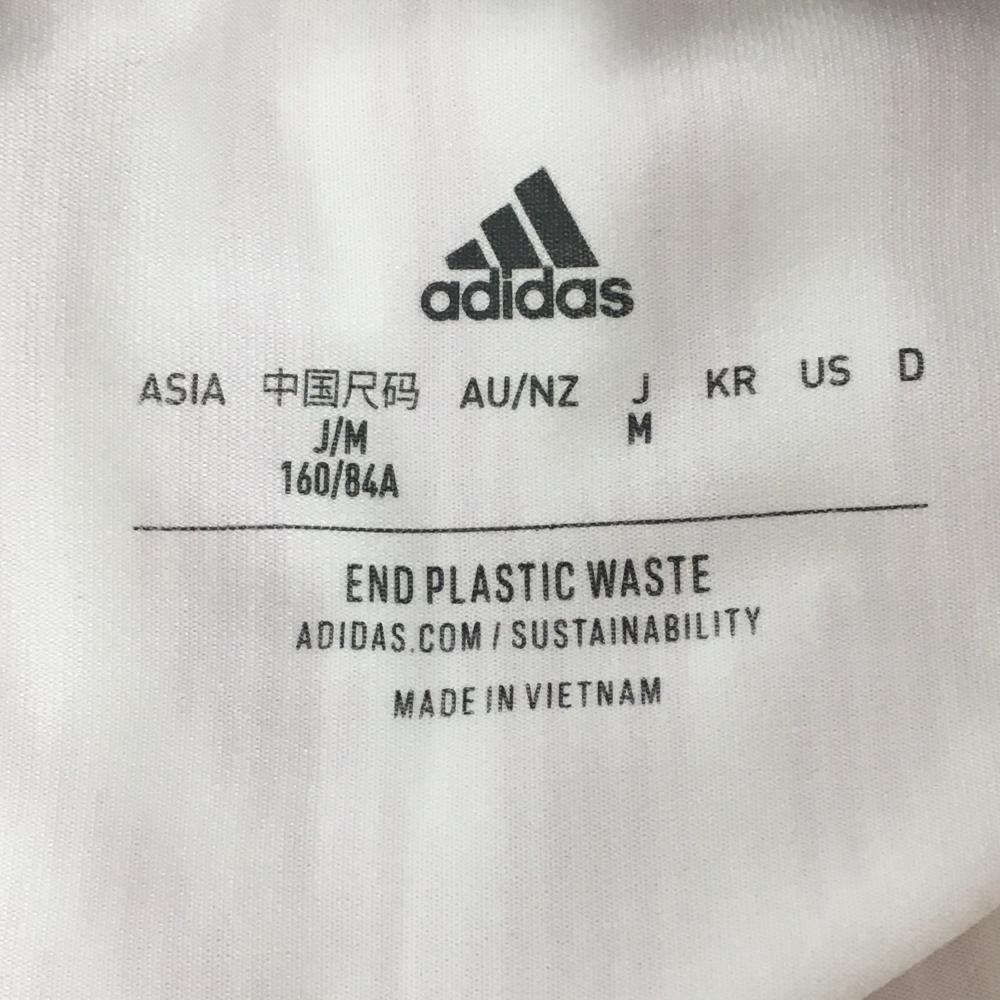 adidas
ASIA 中国尺码 AU/NZ J KR US D
J/M M
160/84A
END PLASTIC WASTE
ADIDAS.COM / SUSTAINABILITY
MADE IN VIETNAM